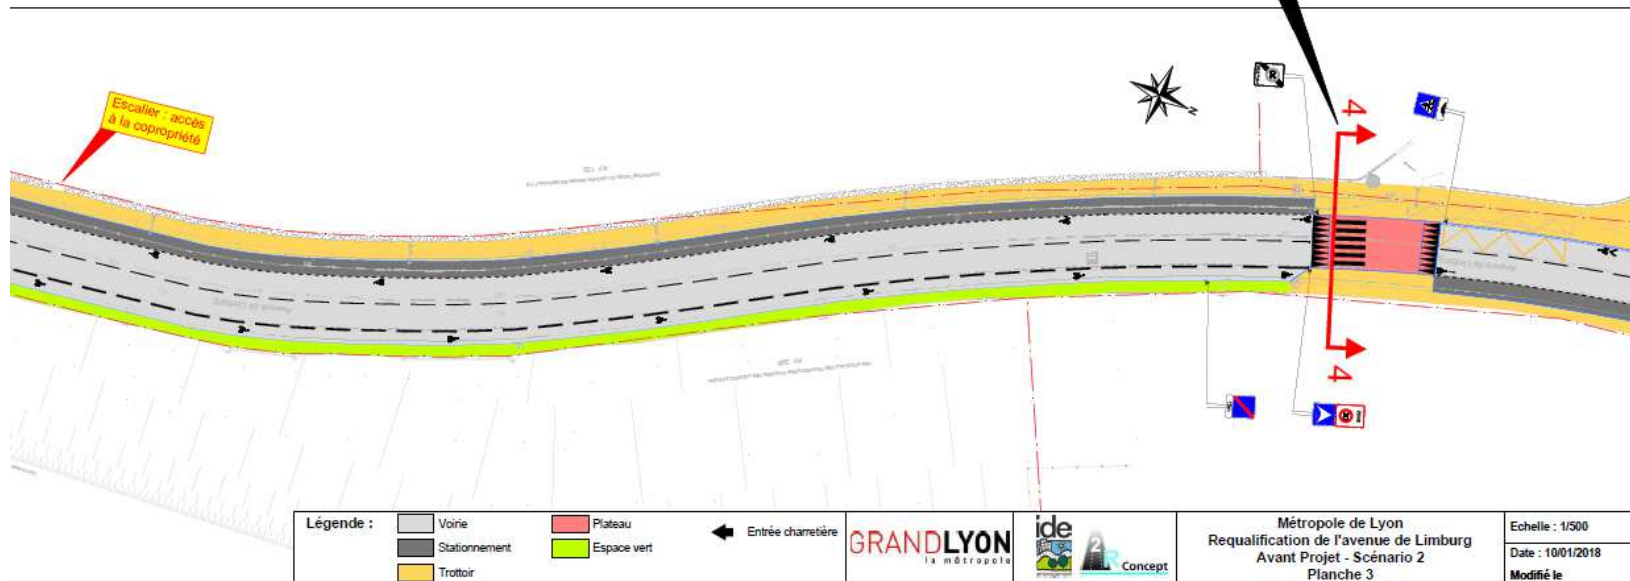 Escalier : accès
à la copropriété
4
4
N
Légende :
Voirie
Stationnement
Trottoir
Plateau
Espace vert
Entrée charretière
GRANDLYON
la métropole
ide
2
R
Concept
Métropole de Lyon
Requalification de l'avenue de Limburg
Avant Projet - Scénario 2
Planche 3
Echelle : 1/500
Date : 10/01/2018
Modifié le